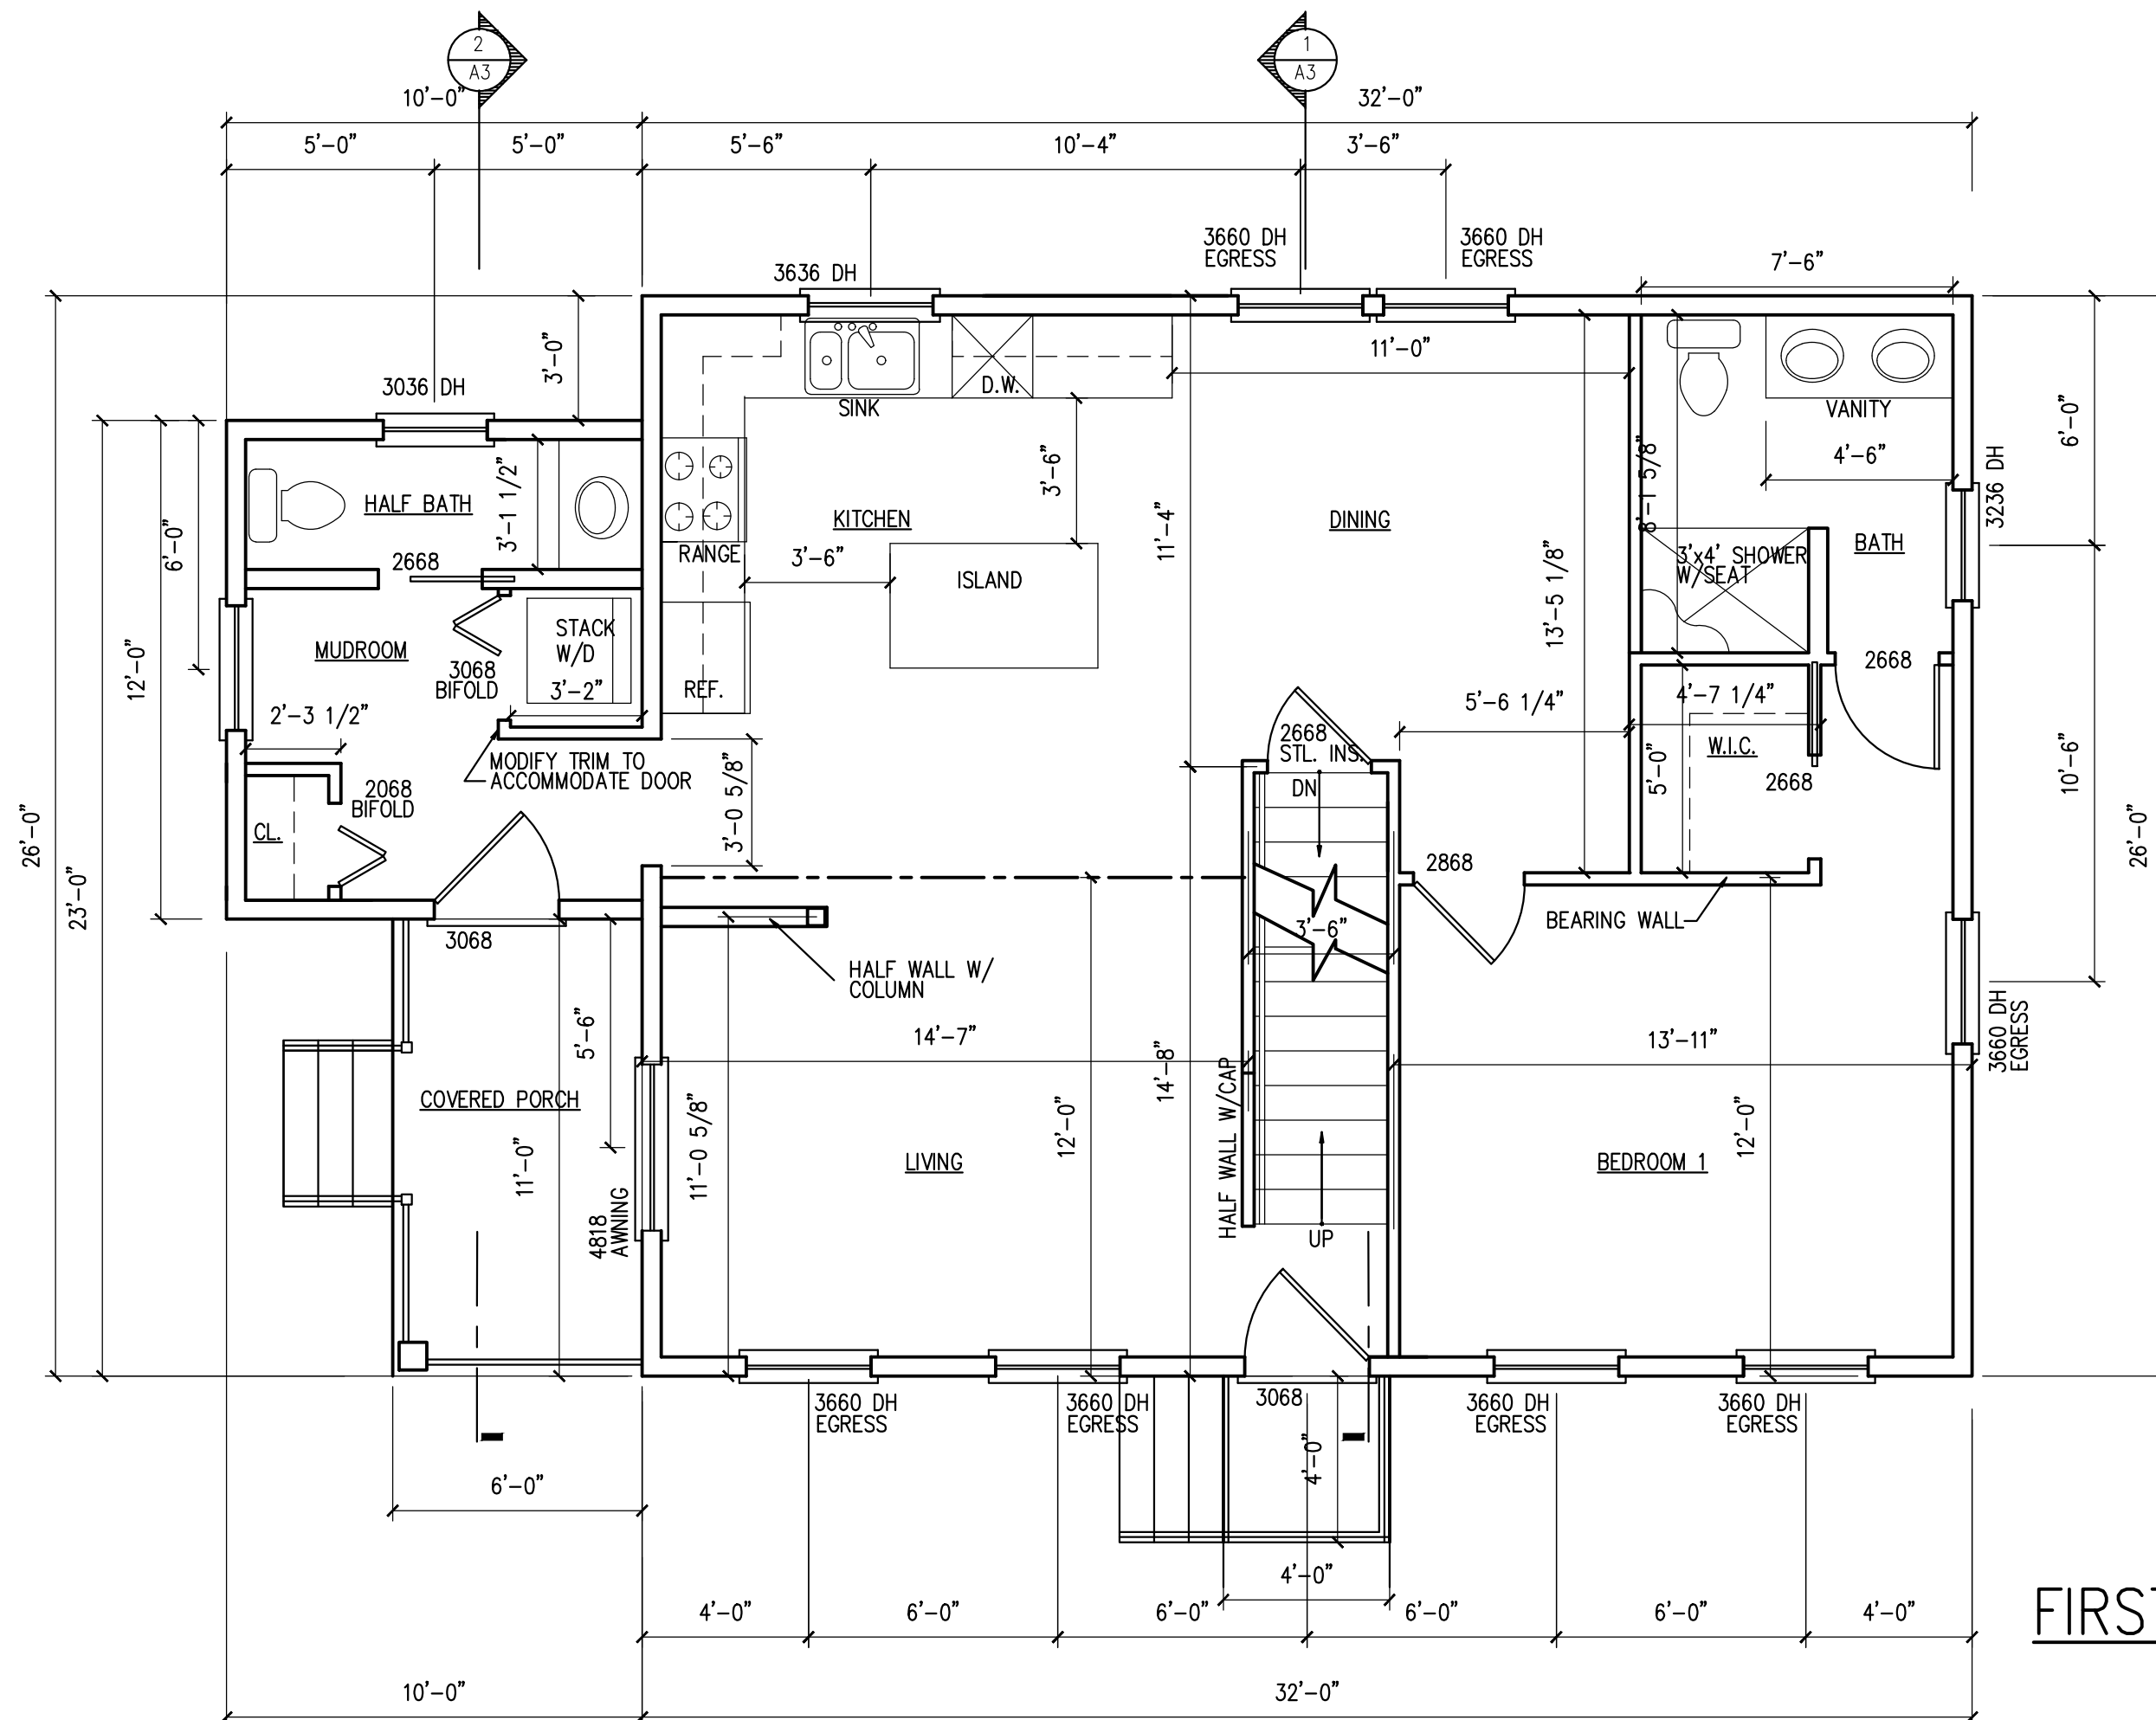 2
A3
1
A3
10'-0"
32'-0"
5'-0"
5'-0"
5'-6"
10'-4"
3'-6"
3660 DH
EGRESS
3660 DH
EGRESS
3636 DH
7'-6"
3'-0"
11'-0"
3036 DH
SINK
D.W.
VANITY
6'-0"
4'-6"
3236 DH
3'-6"
8'-1 5/8"
3'-1 1/2"
HALF BATH
KITCHEN
DINING
11'-4"
BATH
6'-0"
2668
RANGE
3'-6"
ISLAND
3'x4' SHOWER
W/SEAT
13'-5 1/8"
STACK
W/D
MUDROOM
3068
BIFOLD
3'-2"
REF.
12'-0"
2668
4'-7 1/4"
5'-6 1/4"
2'-3 1/2"
2668
STL. INS.
W.I.C.
MODIFY TRIM TO
ACCOMMODATE DOOR
5'-0"
2668
10'-6"
2068
BIFOLD
DN
3'-0 5/8"
CL.
26'-0"
23'-0"
26'-0"
2868
3068
3'-6"
BEARING WALL
HALF WALL W/
COLUMN
5'-6"
14'-7"
13'-11"
3660 DH
EGRESS
14'-8"
COVERED PORCH
11'-0"
11'-0 5/8"
12'-0"
HALF WALL W/CAP
12'-0"
LIVING
BEDROOM 1
4818
AWNING
UP
3660 DH
EGRESS
3660 DH
EGRESS
3068
3660 DH
EGRESS
3660 DH
EGRESS
4'-0"
6'-0"
4'-0"
4'-0"
6'-0"
6'-0"
6'-0"
6'-0"
4'-0"
FIRST
10'-0"
32'-0"